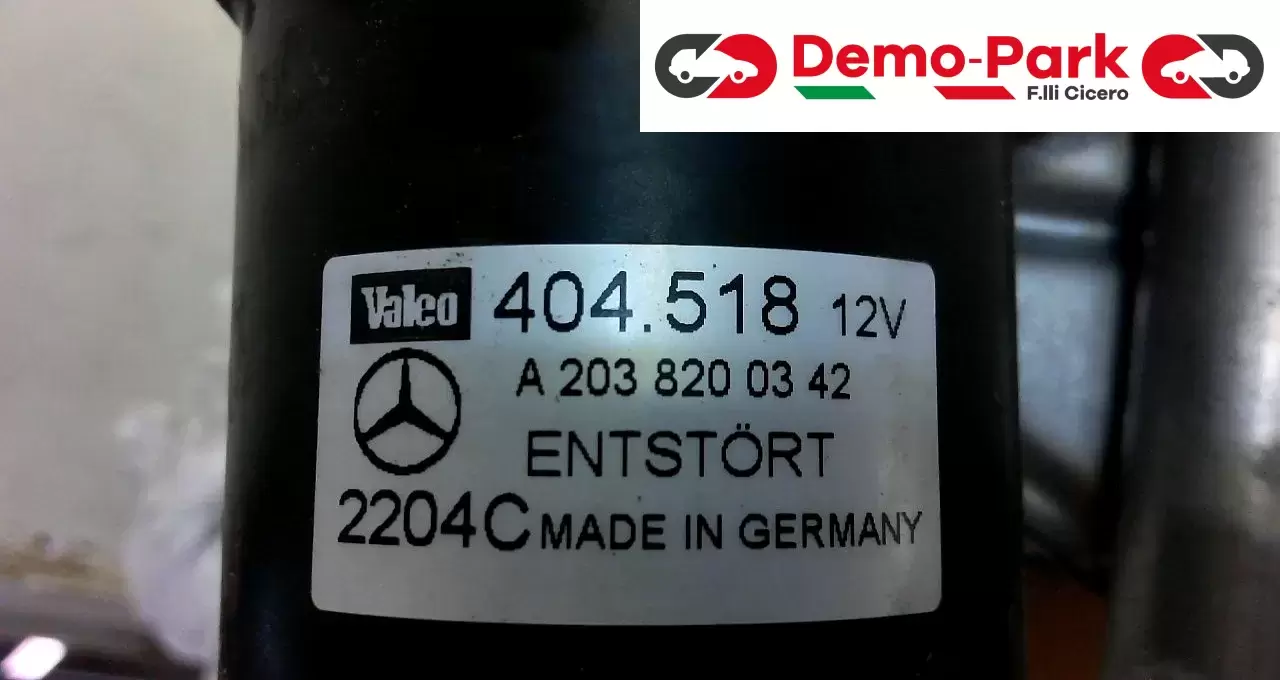 Demo-Park
F.lli Cicero
Valeo 404.518 12V
A 203 820 03 42
ENTSTÖRT
2204C MADE IN GERMANY